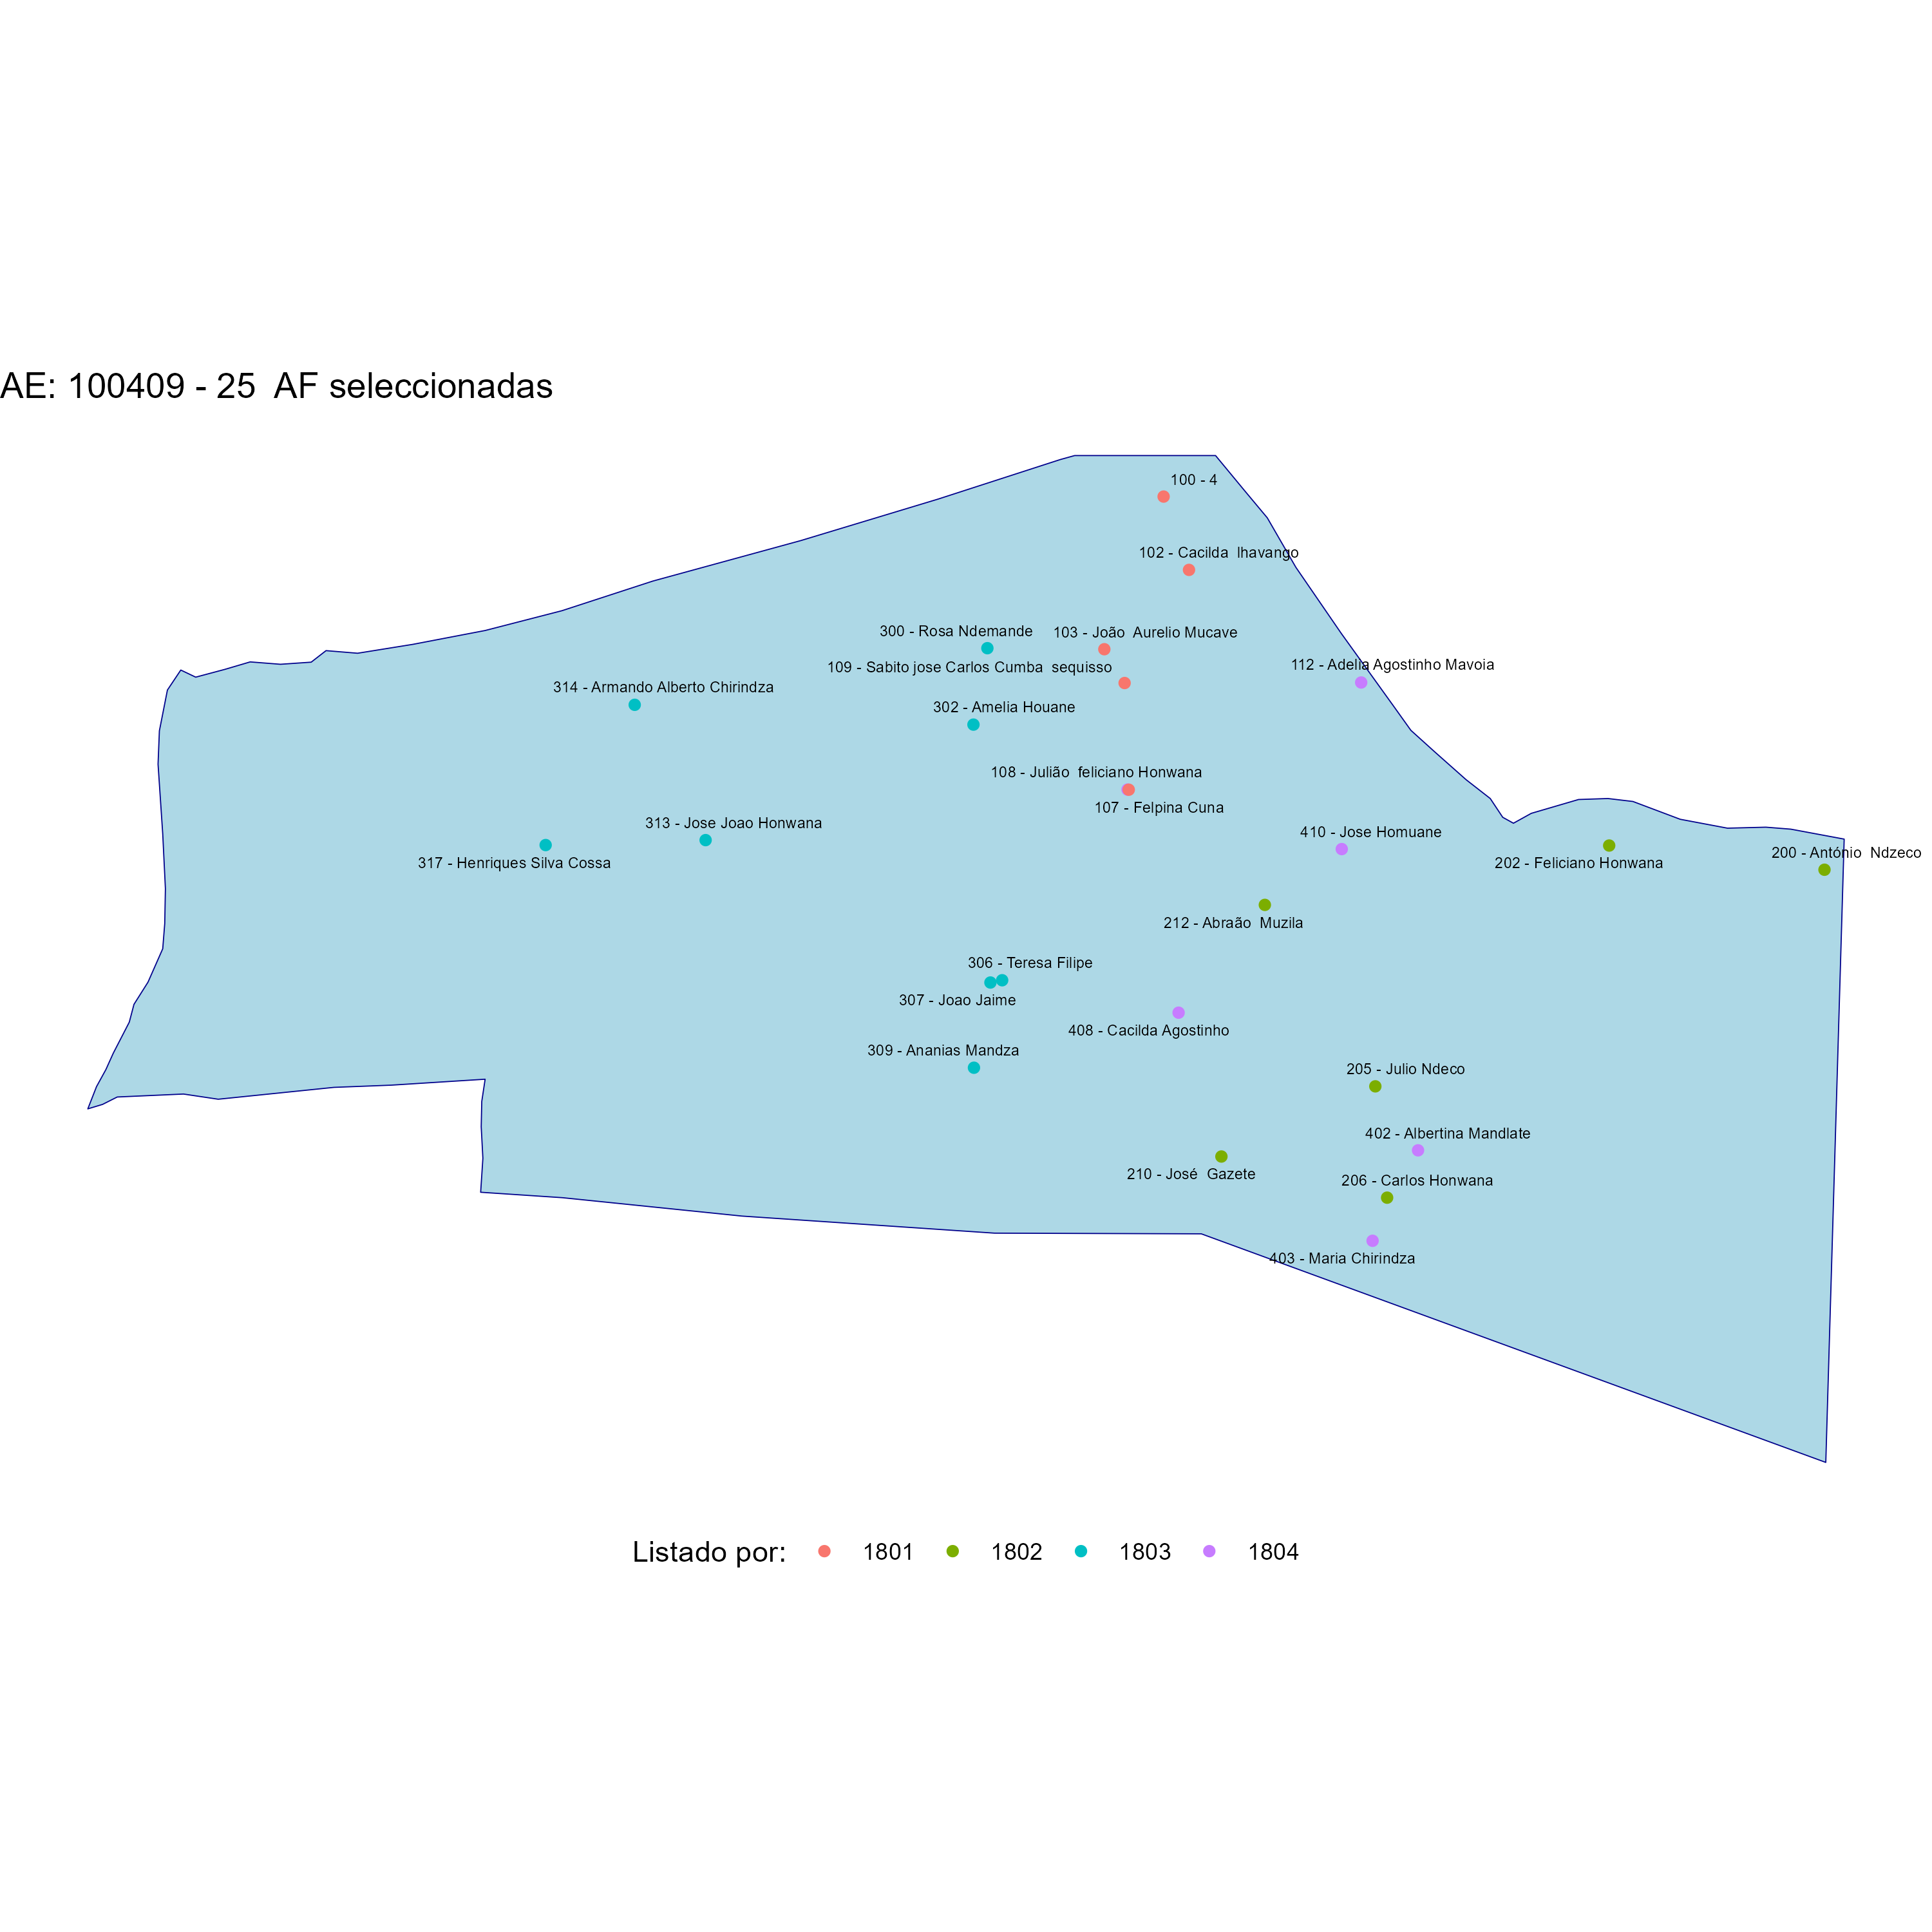 AE: 100409 - 25  AF seleccionadas
100 - 4
102 - Cacilda  Ihavango
300 - Rosa Ndemande
103 - João  Aurelio Mucave
109 - Sabito jose Carlos Cumba  sequisso
112 - Adelia Agostinho Mavoia
314 - Armando Alberto Chirindza
302 - Amelia Houane
108 - Julião  feliciano Honwana
107 - Felpina Cuna
313 - Jose Joao Honwana
410 - Jose Homuane
200 - António  Ndzeco
317 - Henriques Silva Cossa
202 - Feliciano Honwana
212 - Abraão  Muzila
306 - Teresa Filipe
307 - Joao Jaime
408 - Cacilda Agostinho
309 - Ananias Mandza
205 - Julio Ndeco
402 - Albertina Mandlate
210 - José  Gazete
206 - Carlos Honwana
403 - Maria Chirindza
Listado por: 1801 1802 1803 1804